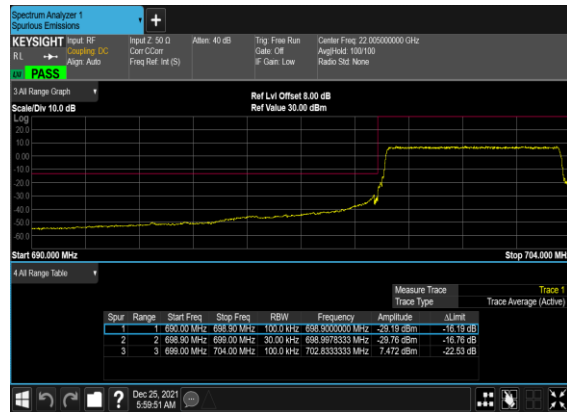 Spectrum Analyzer 1
Spurious Emissions
+
KEYSIGHT Input: RF Input Z: 50 Ω Atten: 40 dB Trig: Free Run Center Freq: 22.005000000 GHz
RL Coupling: DC Corr CCorr Gate: Off Avg|Hold: 100/100
Align: Auto Freq Ref: Int (S) IF Gain: Low Radio Std: None
PASS
3 All Range Graph
Ref Lvl Offset 8.00 dB
Scale/Div 10.0 dB Ref Value 30.00 dBm
Log
20.0
10.0
0.00
-10.0
-20.0
-30.0
-40.0
-50.0
-60.0
Start 690.000 MHz Stop 704.000 MH
4 All Range Table
Measure Trace Trace 1
Trace Type Trace Average (Active)
Spur Range Start Freq Stop Freq RBW Frequency Amplitude ΔLimit
1 1 690.00 MHz 698.90 MHz 100.0 kHz 698.9000000 MHz -29.19 dBm -16.19 dB
2 2 698.90 MHz 699.00 MHz 30.00 kHz 698.9978333 MHz -29.76 dBm -16.76 dB
3 3 699.00 MHz 704.00 MHz 100.0 kHz 702.8333333 MHz 7.472 dBm -22.53 dB
? Dec 25, 2021
5:59:51 AM